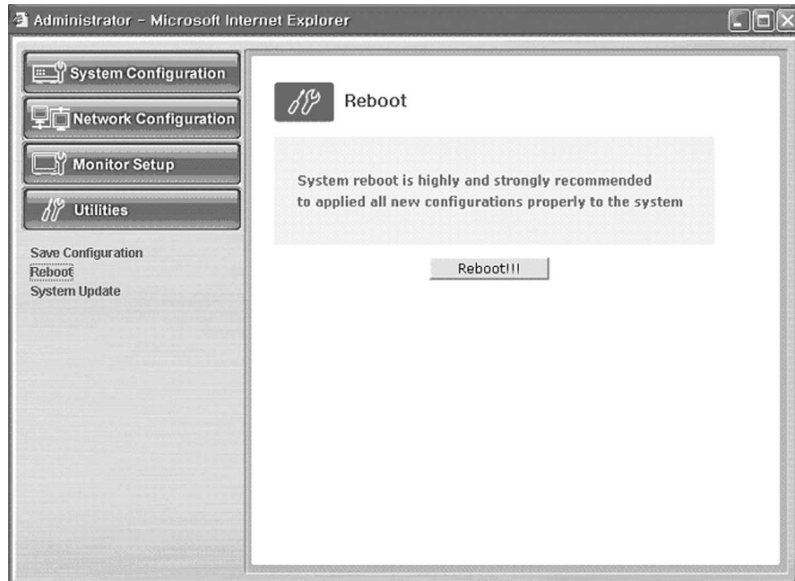 Administrator - Microsoft Internet Explorer
System Configuration
Network Configuration
Monitor Setup
Utilities
Save Configuration
Reboot
System Update
Reboot
System reboot is highly and strongly recommended
to applied all new configurations properly to the system
Reboot!!!